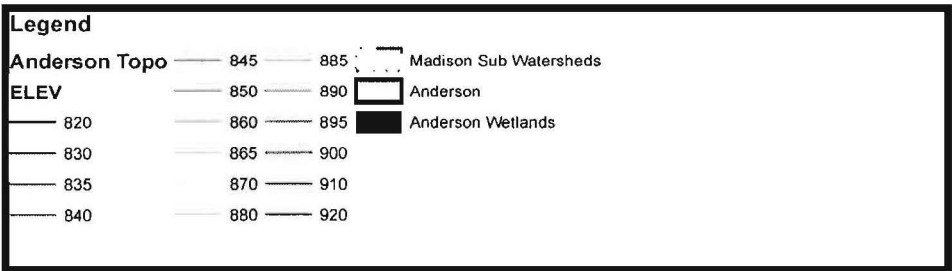 Legend
Anderson Topo
ELEV
820
830
835
840
845
850
860
865
870
880
885
890
895
900
910
920
Madison Sub Watersheds
Anderson
Anderson Wetlands